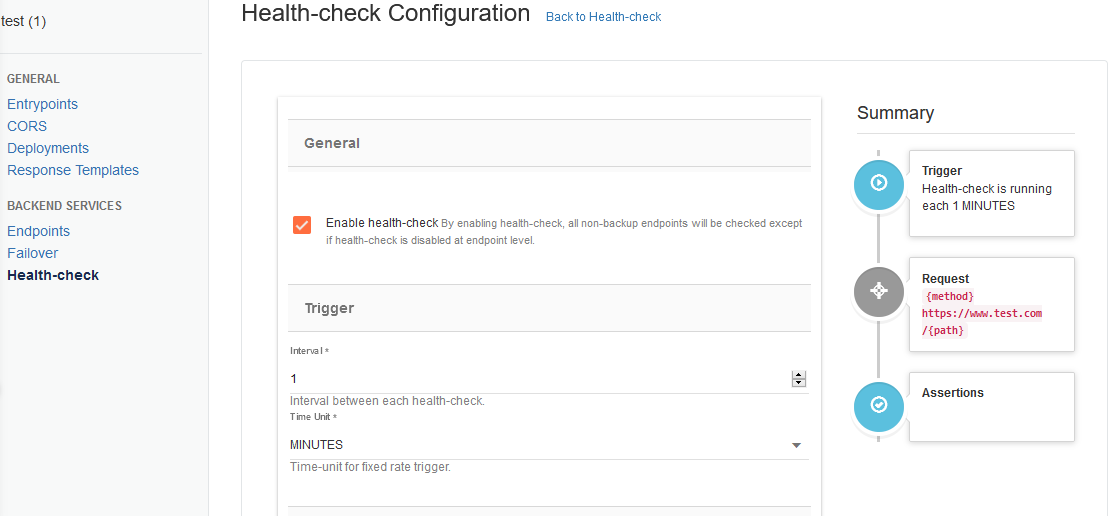 test (1)
GENERAL
Entrypoints
CORS
Deployments
Response Templates
BACKEND SERVICES
Endpoints
Failover
Health-check
Health-check Configuration Back to Health-check
General
Enable health-check By enabling health-check, all non-backup endpoints will be checked except
if health-check is disabled at endpoint level.
Trigger
Interval *
1
Interval between each health-check.
Time Unit *
MINUTES
Time-unit for fixed rate trigger.
Summary
Trigger
Health-check is running
each 1 MINUTES
Request
{method}
https://www.test.com
/{path}
Assertions